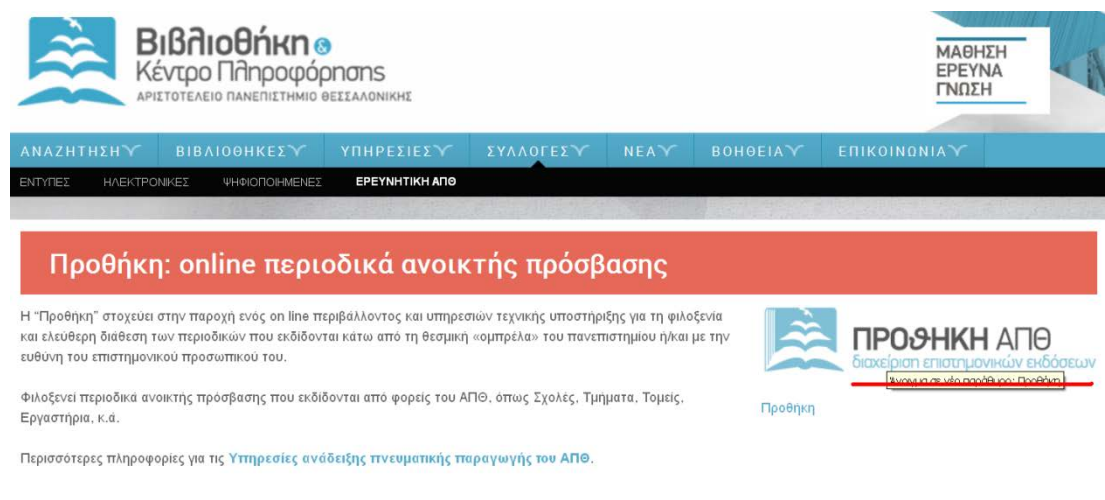 Βιβλιοθήκη &
Κέντρο Πληροφόρησης
ΑΡΙΣΤΟΤΕΛΕΙΟ ΠΑΝΕΠΙΣΤΗΜΙΟ ΘΕΣΣΑΛΟΝΙΚΗΣ
ΜΑΘΗΣΗ
ΕΡΕΥΝΑ
ΓΝΩΣΗ
ΑΝΑΖΗΤΗΣΗ ΒΙΒΛΙΟΘΗΚΕΣ ΥΠΗΡΕΣΙΕΣ ΣΥΛΛΟΓΕΣ ΝΕΑ ΒΟΗΘΕΙΑ ΕΠΙΚΟΙΝΩΝΙΑ
ΕΝΤΥΠΕΣ ΗΛΕΚΤΡΟΝΙΚΕΣ ΨΗΦΙΟΠΟΙΗΜΕΝΕΣ ΕΡΕΥΝΗΤΙΚΗ ΑΠΘ
Προθήκη: online περιοδικά ανοικτής πρόσβασης
Η "Προθήκη" στοχεύει στην παροχή ενός on line περιβάλλοντος και υπηρεσιών τεχνικής υποστήριξης για τη φιλοξενία
και ελεύθερη διάθεση των περιοδικών που εκδίδονται κάτω από τη θεσμική «ομπρέλα» του πανεπιστημίου ή/και με την
ευθύνη του επιστημονικού προσωπικού του.
Φιλοξενεί περιοδικά ανοικτής πρόσβασης που εκδίδονται από φορείς του ΑΠΘ, όπως Σχολές, Τμήματα, Τομείς,
Εργαστήρια, κ.ά.
Περισσότερες πληροφορίες για τις Υπηρεσίες ανάδειξης πνευματικής παραγωγής του ΑΠΘ.
ΠΡΟΘΗΚΗ ΑΠΘ
διαχείριση επιστημονικών εκδόσεων
Άνοιγμα σε νέο παράθυρο: Προθήκη
Προθήκη